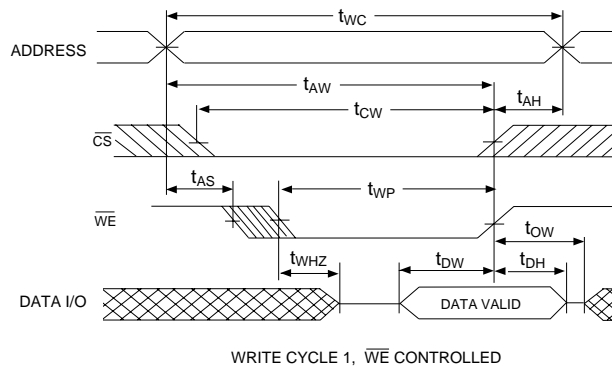 tWC
ADDRESS
tAW
tCW
tAH
CS
tAS
tWP
WE
tOW
tWHZ
tDW
tDH
DATA I/O
DATA VALID
WRITE CYCLE 1, WE CONTROLLED